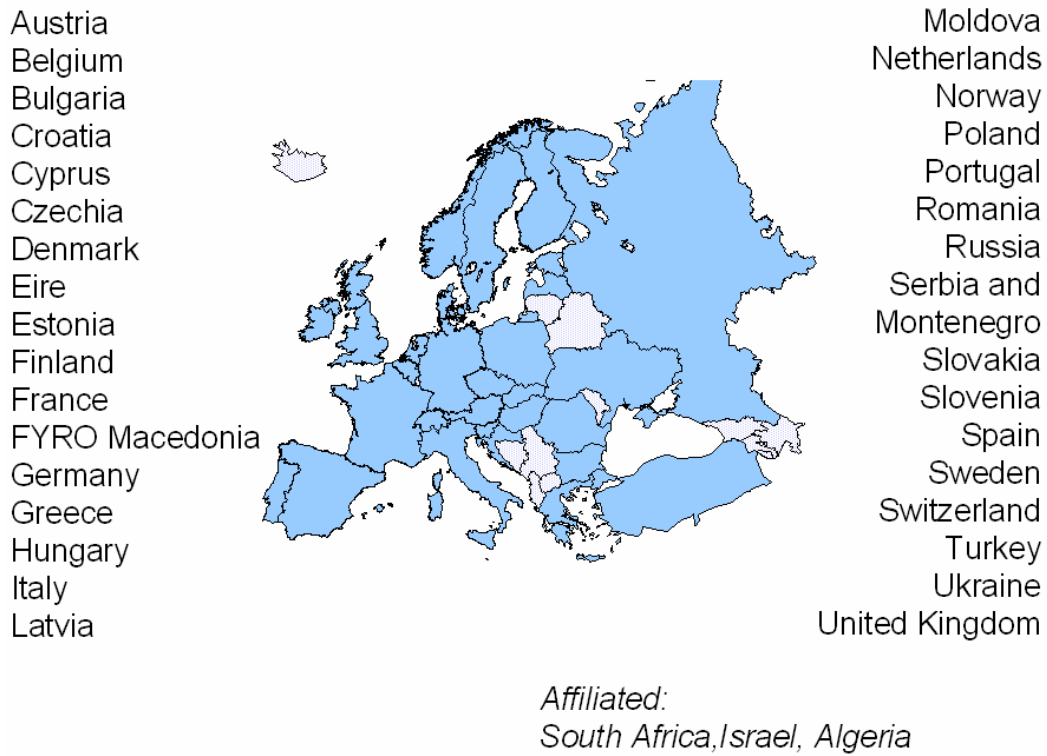 Austria
Belgium
Bulgaria
Croatia
Cyprus
Czechia
Denmark
Eire
Estonia
Finland
France
FYRO Macedonia
Germany
Greece
Hungary
Italy
Latvia
Moldova
Netherlands
Norway
Poland
Portugal
Romania
Russia
Serbia and
Montenegro
Slovakia
Slovenia
Spain
Sweden
Switzerland
Turkey
Ukraine
United Kingdom
Affiliated:
South Africa,Israel, Algeria